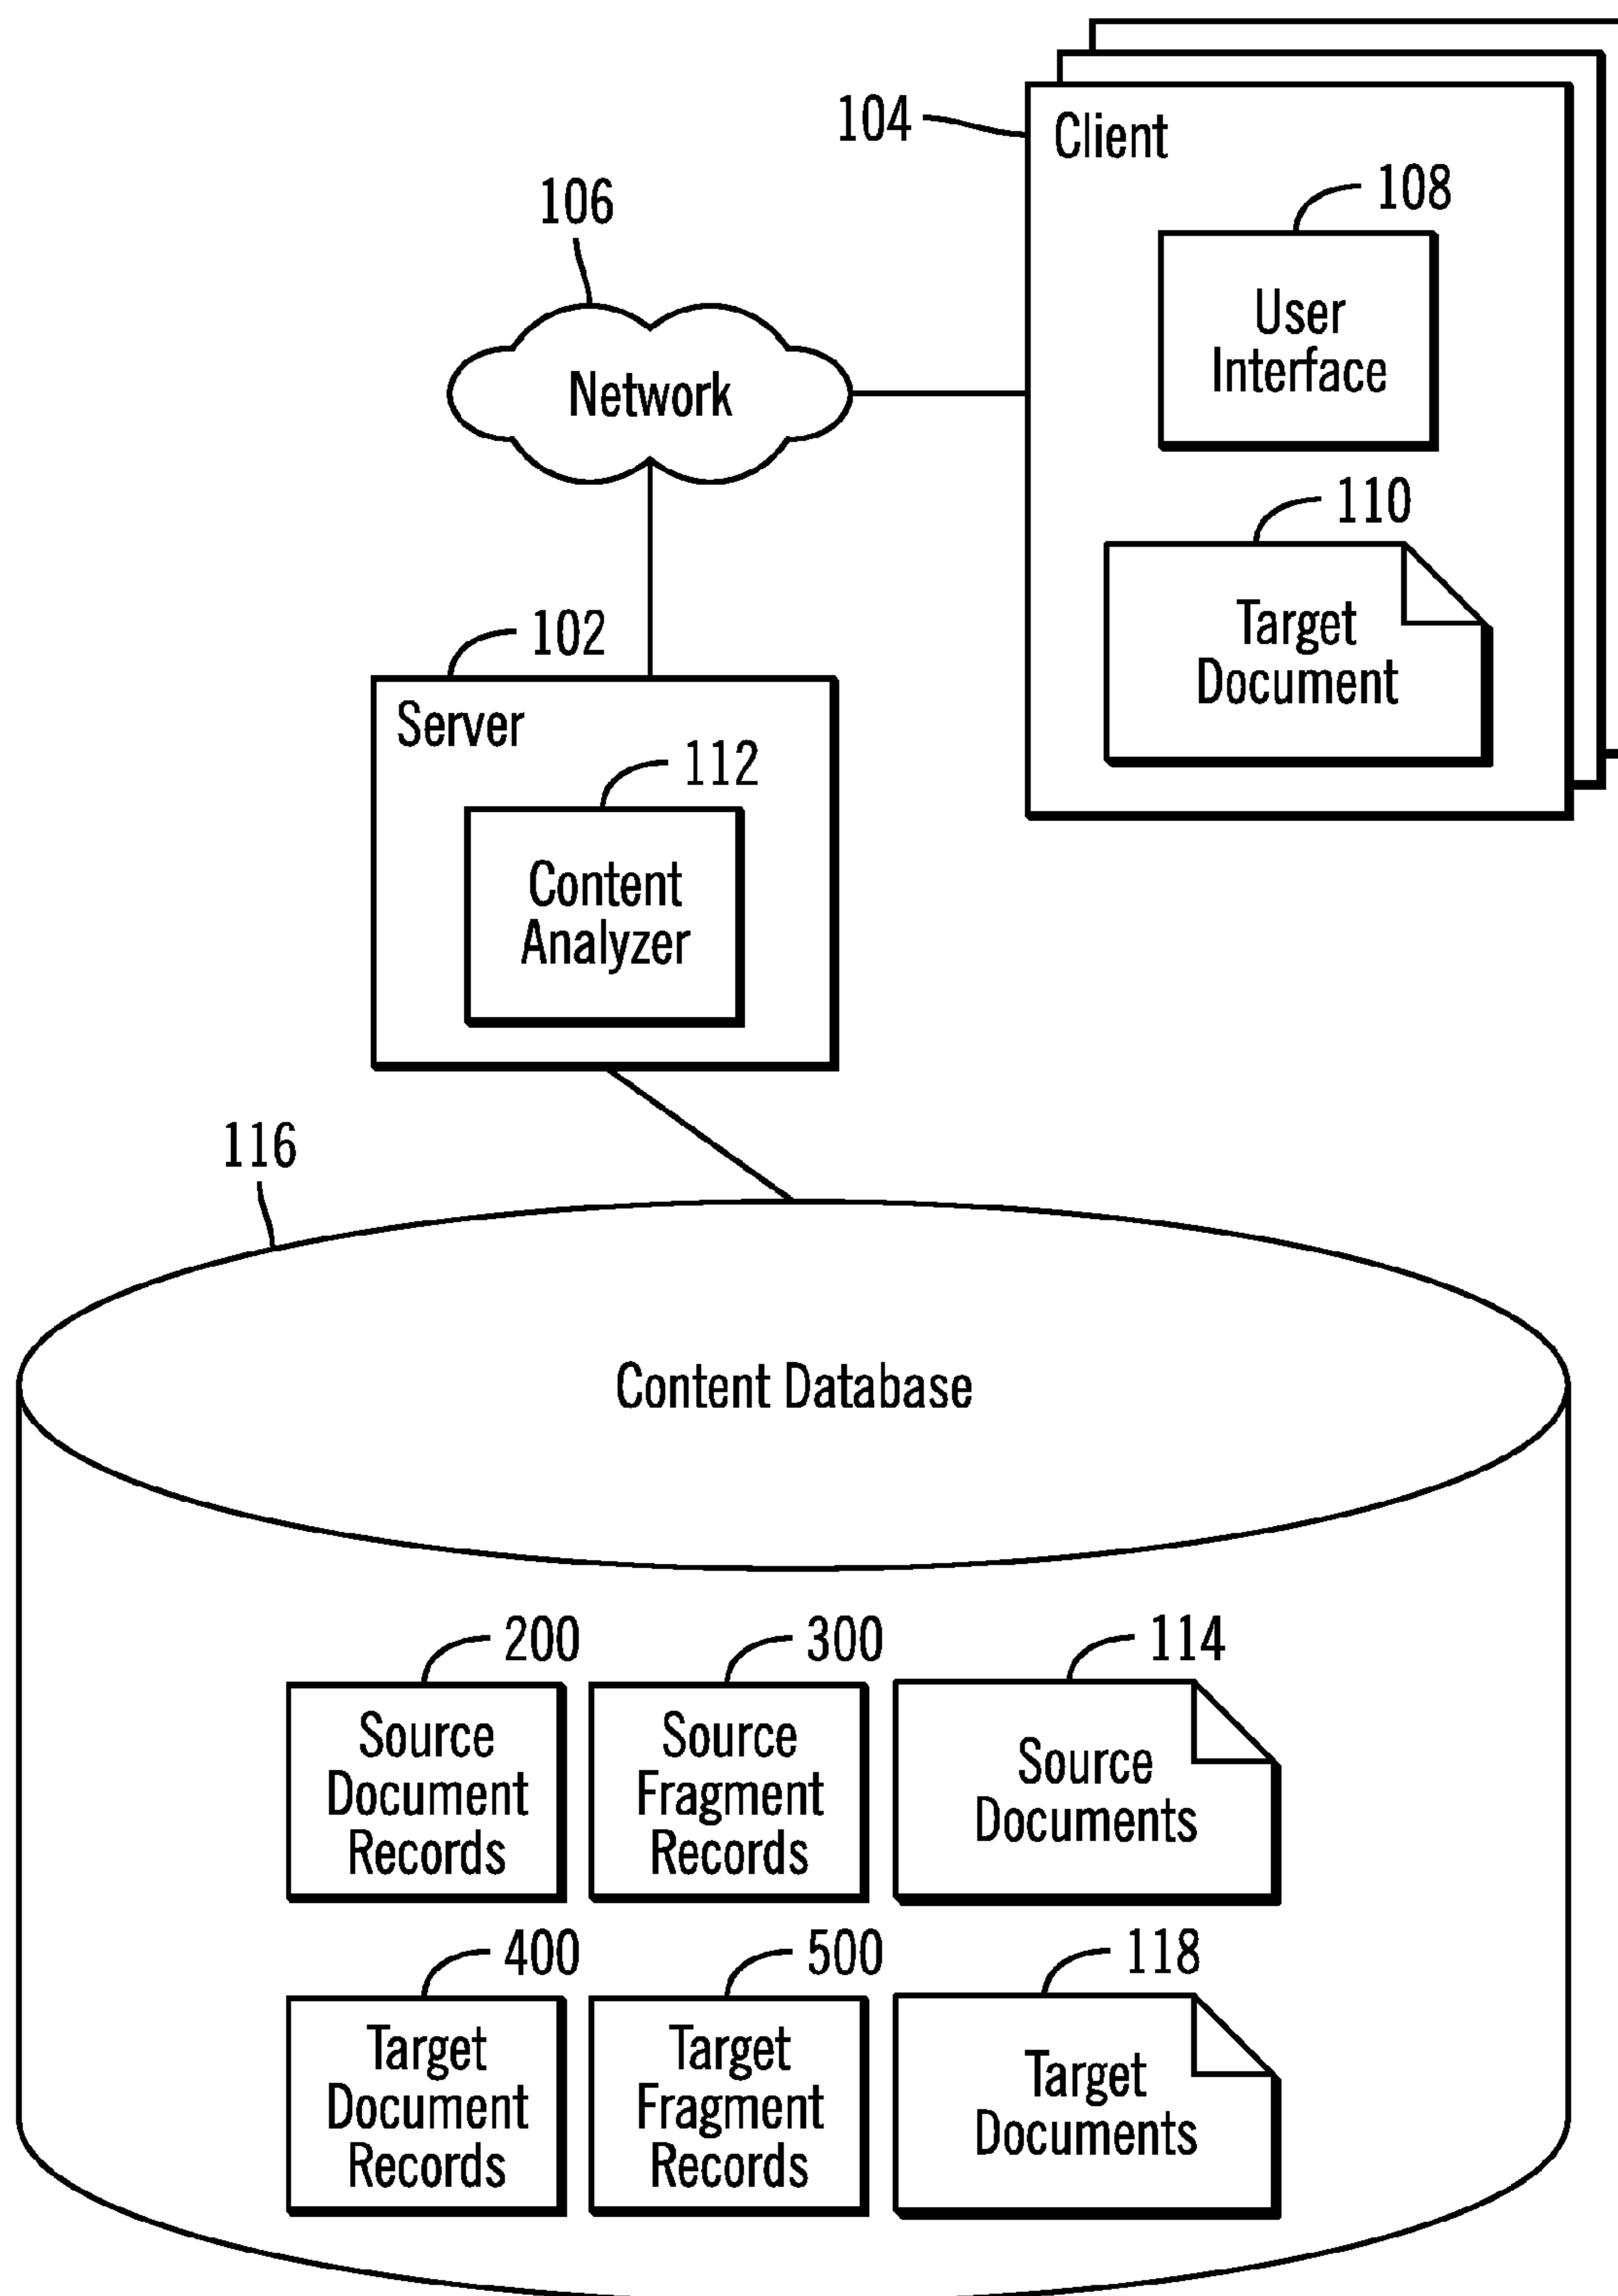 104
Client
108
User
Interface
106
Network
110
Target
Document
102
Server
112
Content
Analyzer
116
Content Database
200
Source
Document
Records
300
Source
Fragment
Records
114
Source
Documents
400
Target
Document
Records
500
Target
Fragment
Records
118
Target
Documents